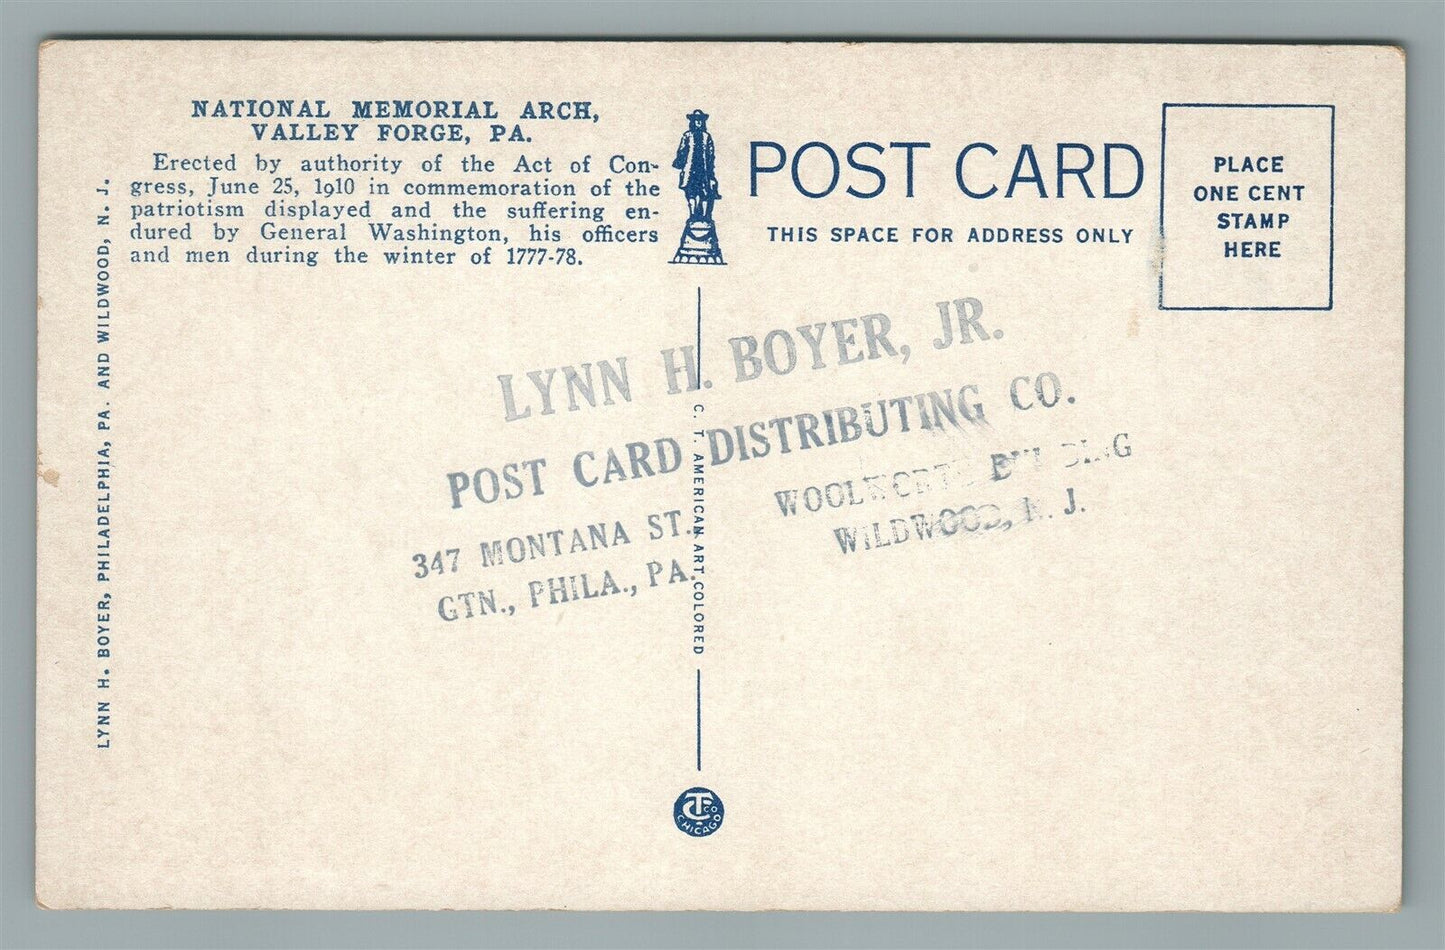 NATIONAL MEMORIAL ARCH,
VALLEY FORGE, PA.
Erected by authority of the Act of Con-
gress, June 25, 1910 in commemoration of the
patriotism displayed and the suffering en-
dured by General Washington, his officers
and men during the winter of 1777-78.
LYNN H. BOYER, PHILADELPHIA, PA. AND WILDWOOD, N. J.
POST CARD
THIS SPACE FOR ADDRESS ONLY
PLACE
ONE CENT
STAMP
HERE
LYNN H. BOYER, JR.
POST CARD DISTRIBUTING CO.
347 MONTANA ST.
GTN., PHILA., PA.
WOOLWORTH BUILDING
WILDWOOD, N. J.
C. T. AMERICAN ART COLORED
CT CO
CHICAGO